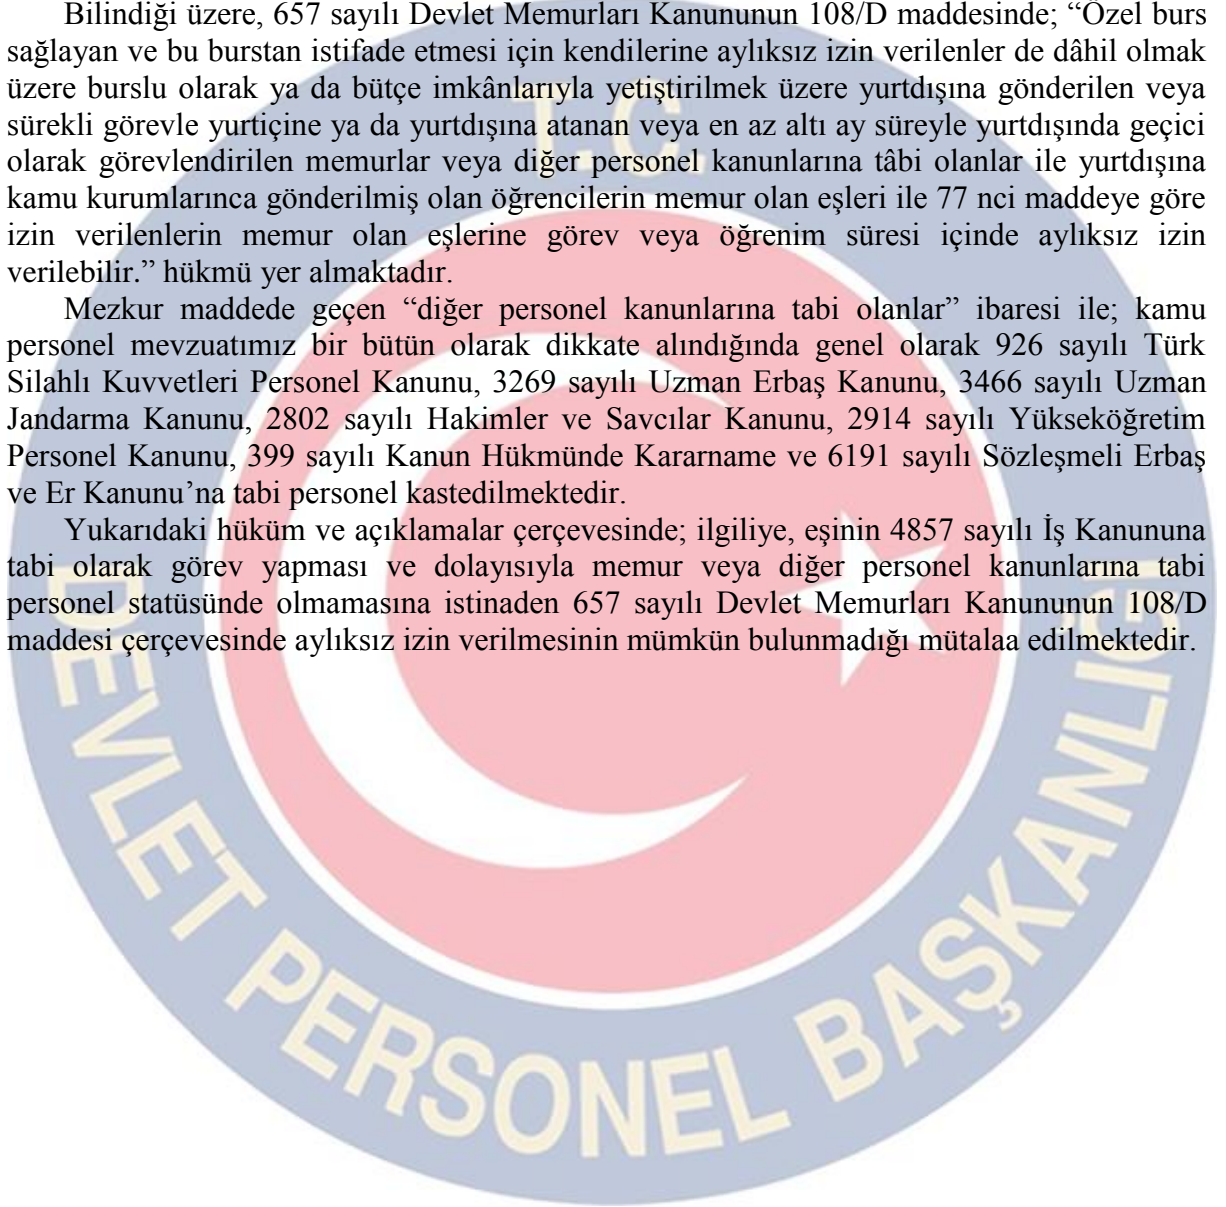 Bilindiği üzere, 657 sayılı Devlet Memurları Kanununun 108/D maddesinde; “Özel burs
sağlayan ve bu burstan istifade etmesi için kendilerine aylıksız izin verilenler de dâhil olmak
üzere burslu olarak ya da bütçe imkânlarıyla yetiştirilmek üzere yurtdışına gönderilen veya
sürekli görevle yurtiçine ya da yurtdışına atanan veya en az altı ay süreyle yurtdışında geçici
olarak görevlendirilen memurlar veya diğer personel kanunlarına tâbi olanlar ile yurtdışına
kamu kurumlarınca gönderilmiş olan öğrencilerin memur olan eşleri ile 77 nci maddeye göre
izin verilenlerin memur olan eşlerine görev veya öğrenim süresi içinde aylıksız izin
verilebilir.” hükmü yer almaktadır.
Mezkur maddede geçen “diğer personel kanunlarına tabi olanlar” ibaresi ile; kamu
personel mevzuatımız bir bütün olarak dikkate alındığında genel olarak 926 sayılı Türk
Silahlı Kuvvetleri Personel Kanunu, 3269 sayılı Uzman Erbaş Kanunu, 3466 sayılı Uzman
Jandarma Kanunu, 2802 sayılı Hakimler ve Savcılar Kanunu, 2914 sayılı Yükseköğretim
Personel Kanunu, 399 sayılı Kanun Hükmünde Kararname ve 6191 sayılı Sözleşmeli Erbaş
ve Er Kanunu’na tabi personel kastedilmektedir.
Yukarıdaki hüküm ve açıklamalar çerçevesinde; ilgiliye, eşinin 4857 sayılı İş Kanununa
tabi olarak görev yapması ve dolayısıyla memur veya diğer personel kanunlarına tabi
personel statüsünde olmamasına istinaden 657 sayılı Devlet Memurları Kanununun 108/D
maddesi çerçevesinde aylıksız izin verilmesinin mümkün bulunmadığı mütalaa edilmektedir.
T.C.
DEVLET PERSONEL BAŞKANLIĞI